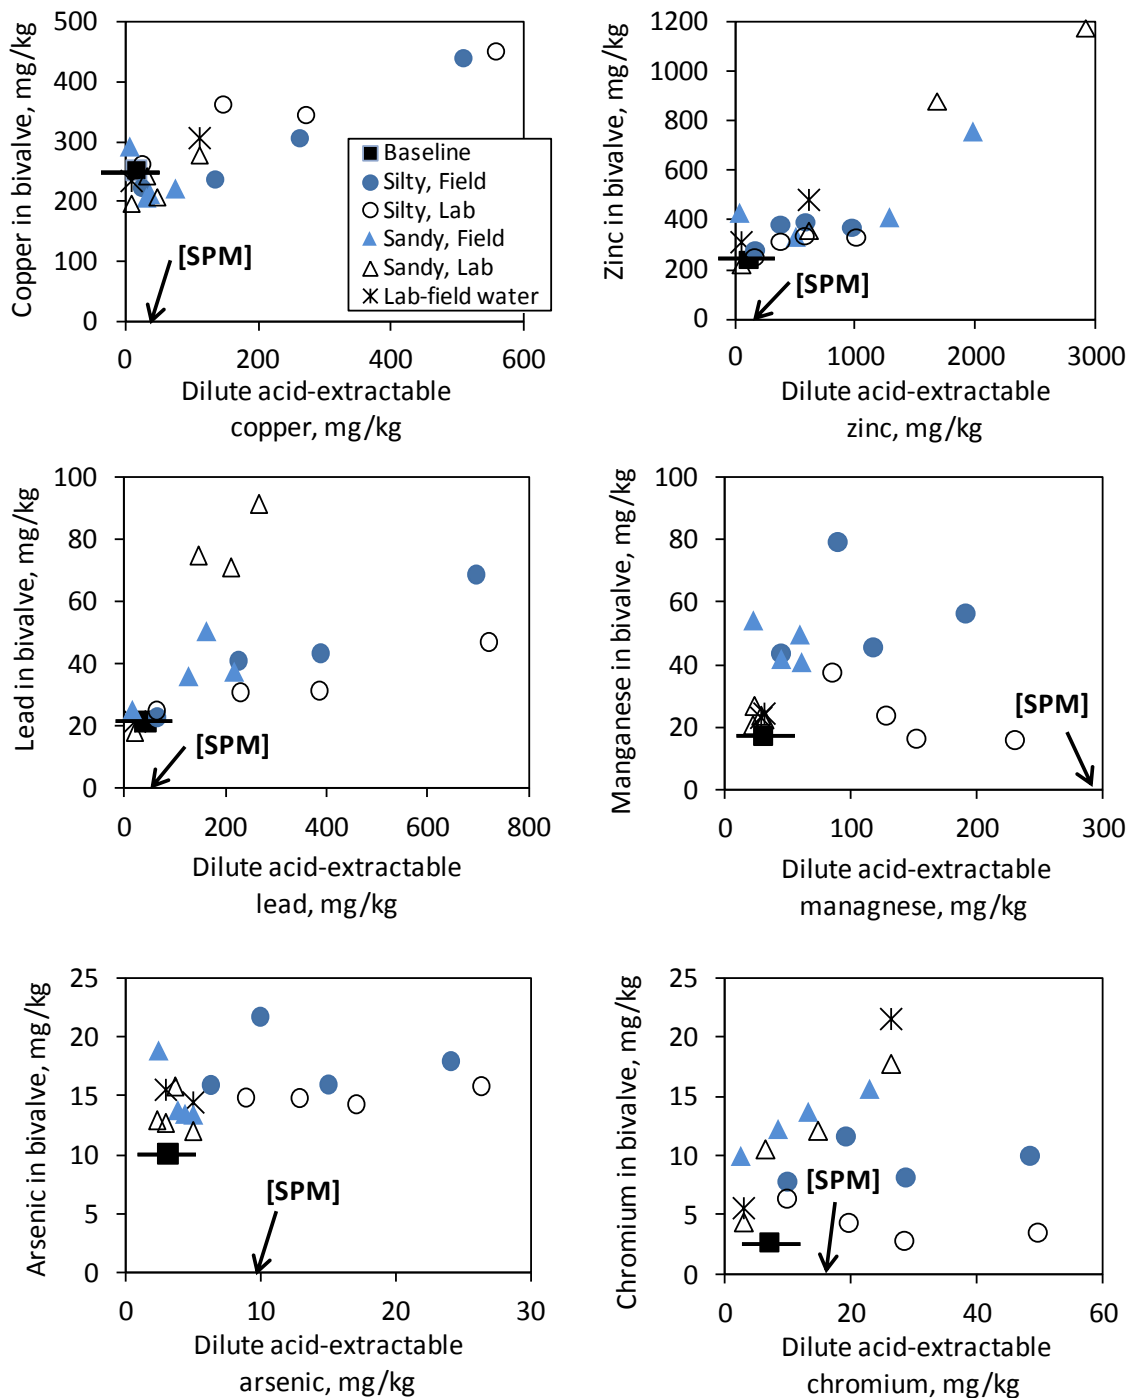 Copper in bivalve, mg/kg
500
400
300
200
100
0
0
200
400
600
[SPM]
Baseline
Silty, Field
Silty, Lab
Sandy, Field
Sandy, Lab
Lab-field water
Dilute acid-extractable
copper, mg/kg
Zinc in bivalve, mg/kg
1200
1000
800
600
400
200
0
0
1000
2000
3000
[SPM]
Dilute acid-extractable
zinc, mg/kg
Lead in bivalve, mg/kg
100
80
60
40
20
0
0
200
400
600
800
[SPM]
Dilute acid-extractable
lead, mg/kg
Manganese in bivalve, mg/kg
100
80
60
40
20
0
0
100
200
300
[SPM]
Dilute acid-extractable
managnese, mg/kg
Arsenic in bivalve, mg/kg
25
20
15
10
5
0
0
10
20
30
[SPM]
Dilute acid-extractable
arsenic, mg/kg
Chromium in bivalve, mg/kg
25
20
15
10
5
0
0
20
40
60
[SPM]
Dilute acid-extractable
chromium, mg/kg